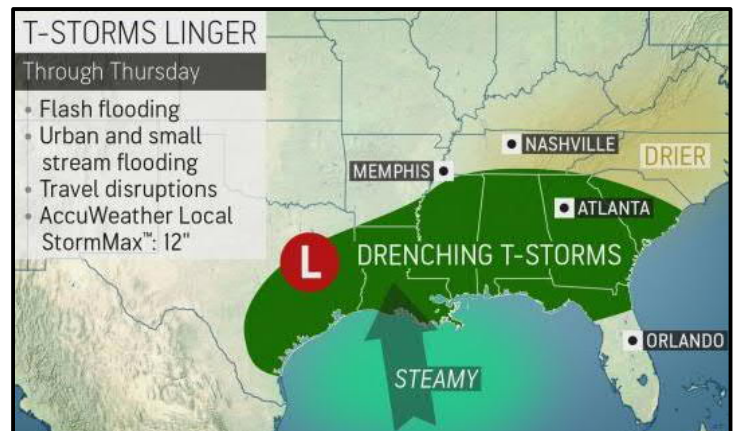 T-STORMS LINGER
Through Thursday
• Flash flooding
• Urban and small
stream flooding
• Travel disruptions
• AccuWeather Local
StormMax™: 12"
NASHVILLE
MEMPHIS
DRIER
ATLANTA
DRENCHING T-STORMS
L
ORLANDO
STEAMY